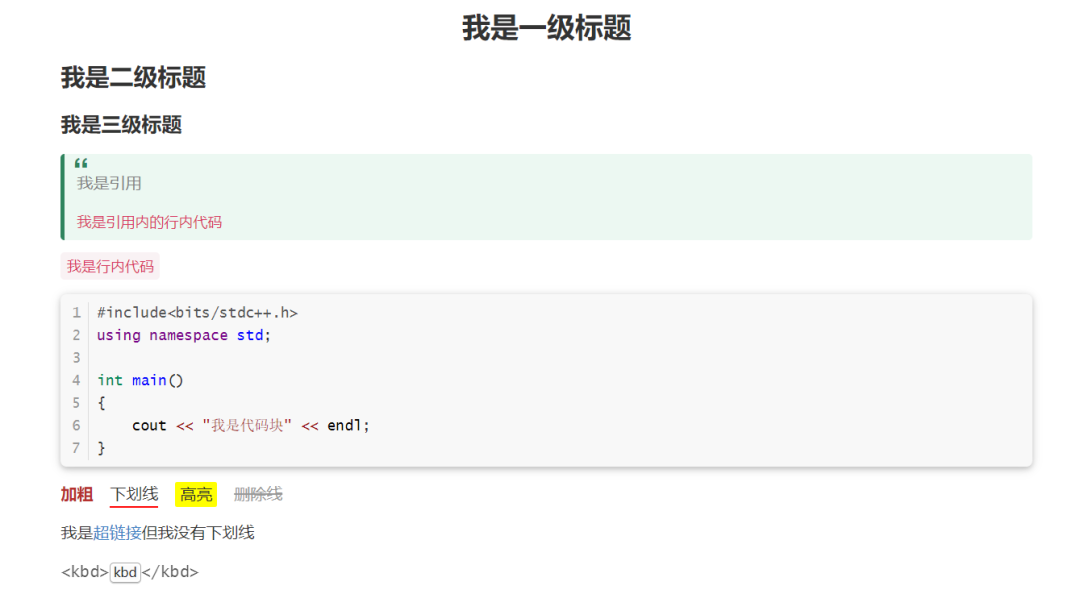 我是一级标题
我是二级标题
我是三级标题
“
我是引用
我是引用内的行内代码
我是行内代码
1 #include<bits/stdc++.h>
2 using namespace std;
3
4 int main()
5 {
6     cout << "我是代码块" << endl;
7 }
加粗 下划线 高亮 删除线
我是超链接但我没有下划线
<kbd>kbd</kbd>